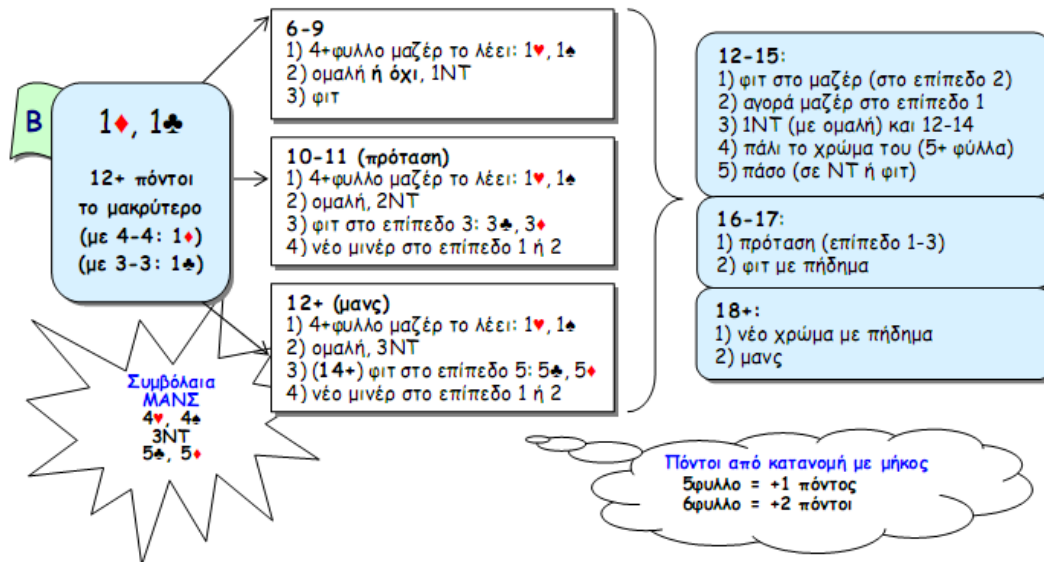 B
1♦, 1♣
12+ πόντοι
το μακρύτερο
(με 4-4: 1♦)
(με 3-3: 1♣)
6-9
1) 4+φυλλο μαζέρ το λέει: 1♥, 1♠
2) ομαλή ή όχι, 1NT
3) φιτ
10-11 (πρόταση)
1) 4+φυλλο μαζέρ το λέει: 1♥, 1♠
2) ομαλή, 2NT
3) φιτ στο επίπεδο 3: 3♣, 3♦
4) νέο μινέρ στο επίπεδο 1 ή 2
12+ (μανς)
1) 4+φυλλο μαζέρ το λέει: 1♥, 1♠
2) ομαλή, 3NT
3) (14+) φιτ στο επίπεδο 5: 5♣, 5♦
4) νέο μινέρ στο επίπεδο 1 ή 2
12-15:
1) φιτ στο μαζέρ (στο επίπεδο 2)
2) αγορά μαζέρ στο επίπεδο 1
3) 1NT (με ομαλή) και 12-14
4) πάλι το χρώμα του (5+ φύλλα)
5) πάσο (σε NT ή φιτ)
16-17:
1) πρόταση (επίπεδο 1-3)
2) φιτ με πήδημα
18+:
1) νέο χρώμα με πήδημα
2) μανς
Συμβόλαια
ΜΑΝΣ
4♥, 4♠
3NT
5♣, 5♦
Πόντοι από κατανομή με μήκος
5φυλλο = +1 πόντος
6φυλλο = +2 πόντοι